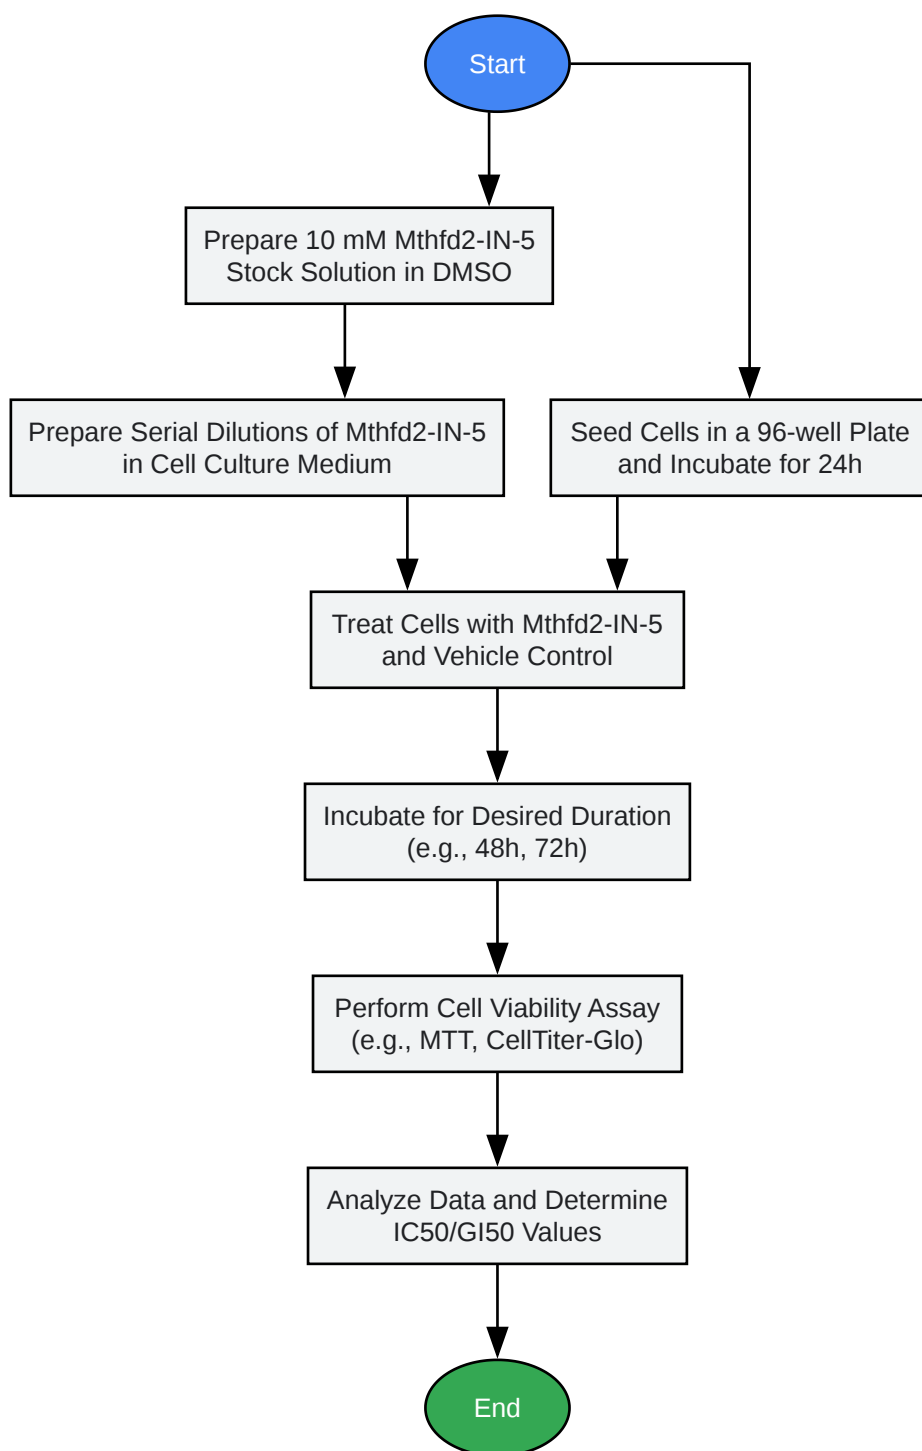 Start
Prepare 10 mM Mthfd2-IN-5
Stock Solution in DMSO
Prepare Serial Dilutions of Mthfd2-IN-5
in Cell Culture Medium
Seed Cells in a 96-well Plate
and Incubate for 24h
Treat Cells with Mthfd2-IN-5
and Vehicle Control
Incubate for Desired Duration
(e.g., 48h, 72h)
Perform Cell Viability Assay
(e.g., MTT, CellTiter-Glo)
Analyze Data and Determine
IC50/GI50 Values
End